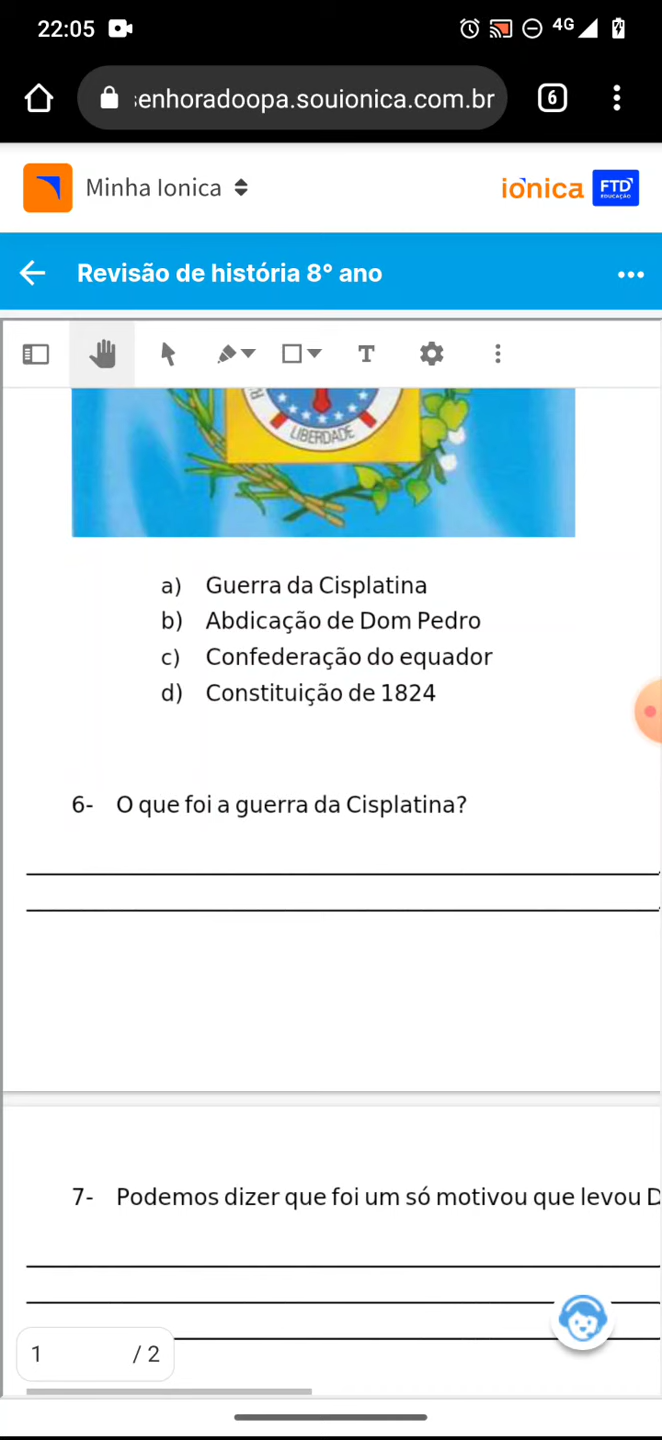 22:05
4G
71
:enhoradoopa.souionica.com.br
6
Minha Ionica
ionica
FTD
EDUCAÇÃO
Revisão de história 8° ano
T
LIBERDADE
a) Guerra da Cisplatina
b) Abdicação de Dom Pedro
c) Confederação do equador
d) Constituição de 1824
6- O que foi a guerra da Cisplatina?
7- Podemos dizer que foi um só motivou que levou D
1 / 2